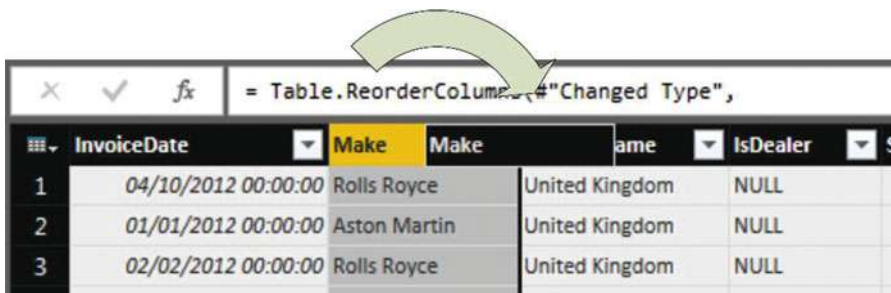 fx = Table.ReorderColumns(#"Changed Type",
InvoiceDate Make Make ame IsDealer
1 04/10/2012 00:00:00 Rolls Royce United Kingdom NULL
2 01/01/2012 00:00:00 Aston Martin United Kingdom NULL
3 02/02/2012 00:00:00 Rolls Royce United Kingdom NULL